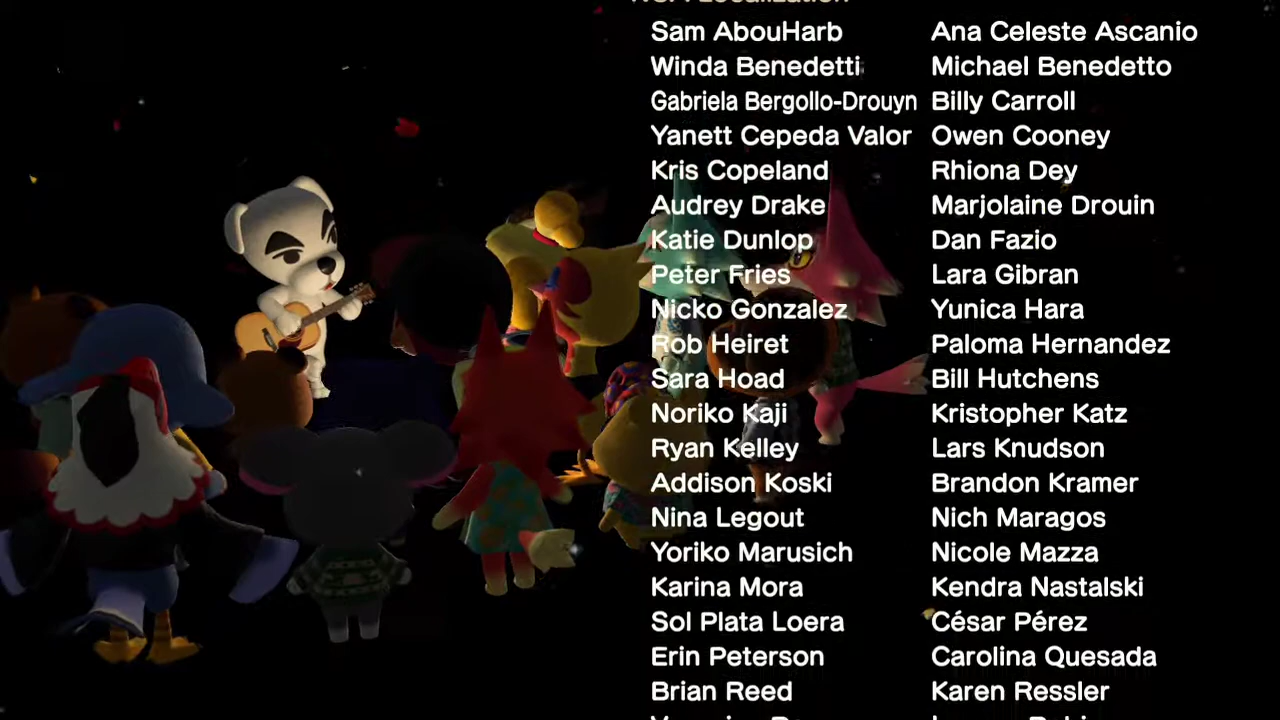 Sam AbouHarb Ana Celeste Ascanio
Winda Benedetti Michael Benedetto
Gabriela Bergollo-Drouyn Billy Carroll
Yanett Cepeda Valor Owen Cooney
Kris Copeland Rhiona Dey
Audrey Drake Marjolaine Drouin
Katie Dunlop Dan Fazio
Peter Fries Lara Gibran
Nicko Gonzalez Yunica Hara
Rob Heiret Paloma Hernandez
Sara Hoad Bill Hutchens
Noriko Kaji Kristopher Katz
Ryan Kelley Lars Knudson
Addison Koski Brandon Kramer
Nina Legout Nich Maragos
Yoriko Marusich Nicole Mazza
Karina Mora Kendra Nastalski
Sol Plata Loera César Pérez
Erin Peterson Carolina Quesada
Brian Reed Karen Ressler